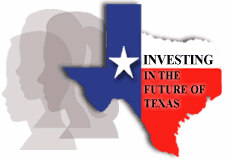 INVESTING
IN THE
FUTURE OF
TEXAS